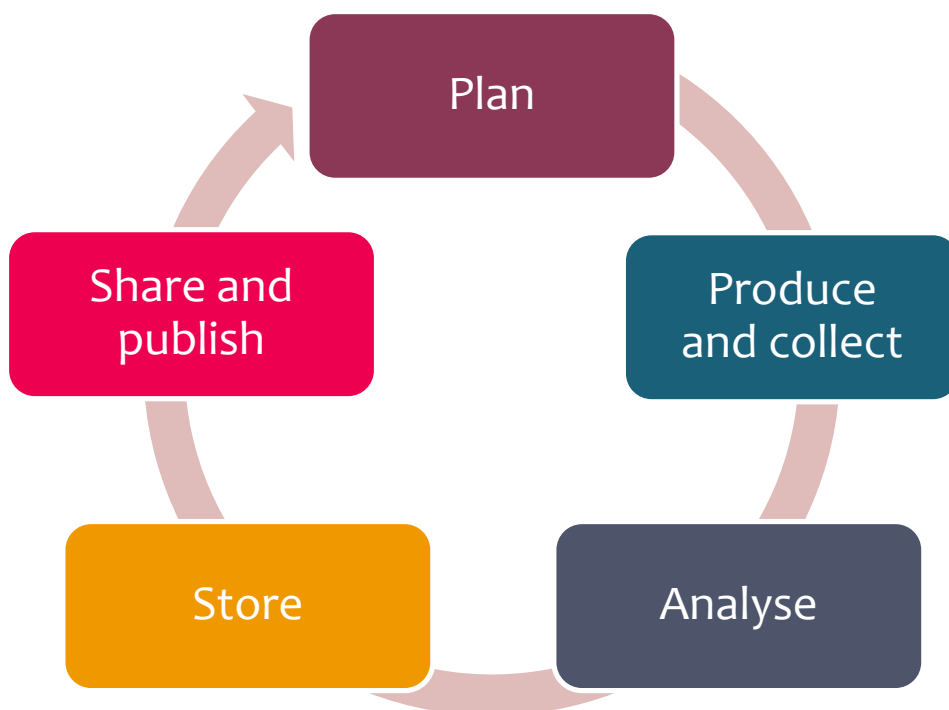 Plan
Produce
and collect
Analyse
Store
Share and
publish